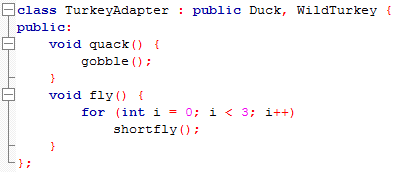 class TurkeyAdapter : public Duck, WildTurkey {
public:
    void quack() {
        gobble();
    }
    void fly() {
        for (int i = 0; i < 3; i++)
            shortfly();
    }
};